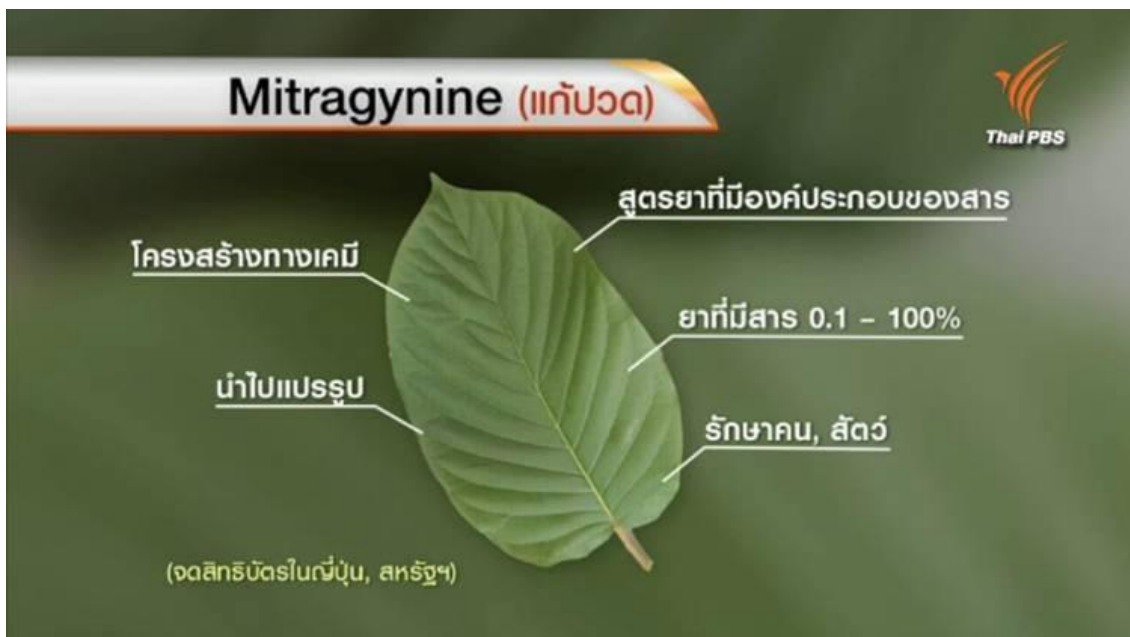 Mitragynine (แก้ปวด)
Thai PBS
สูตรยาที่มีองค์ประกอบของสาร
โครงสร้างทางเคมี
ยาที่มีสาร 0.1 – 100%
นำไปแปรรูป
รักษาคน, สัตว์
(จดสิทธิบัตรในญี่ปุ่น, สหรัฐฯ)